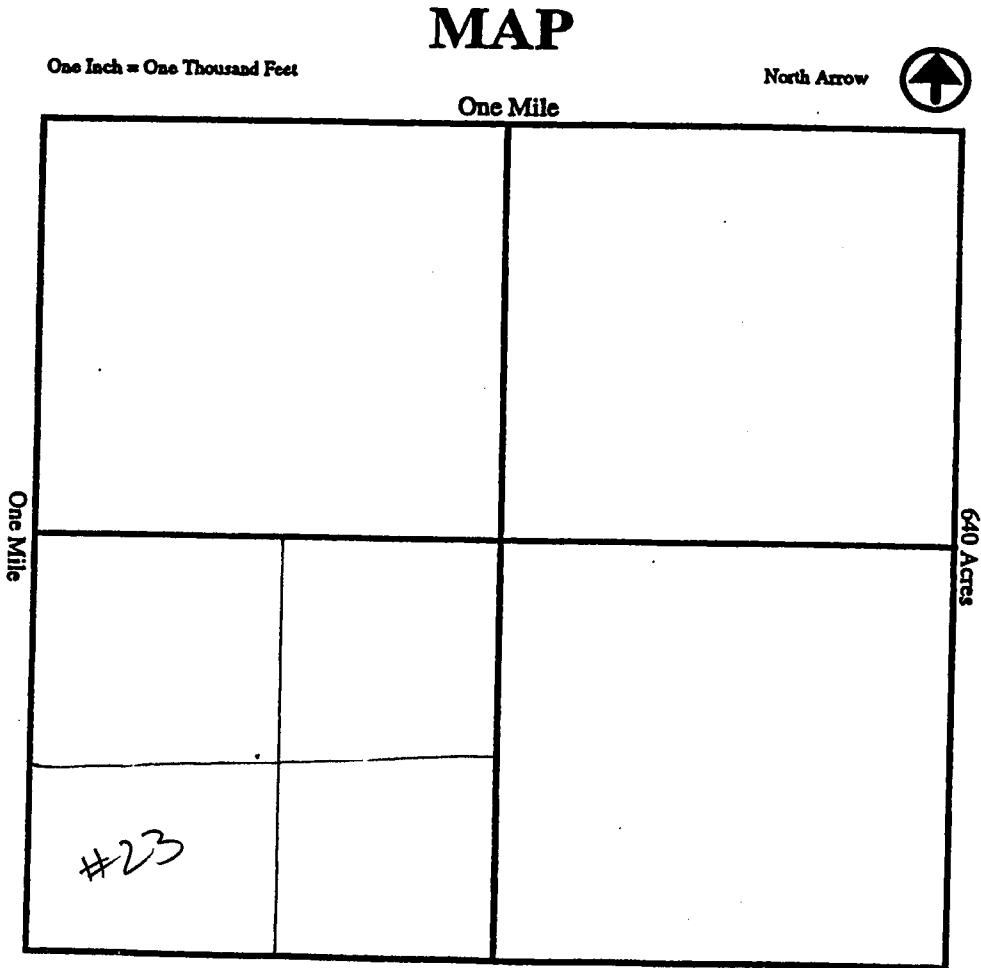 MAP
One Inch = One Thousand Feet
North Arrow
One Mile
One Mile
640 Acres
#23